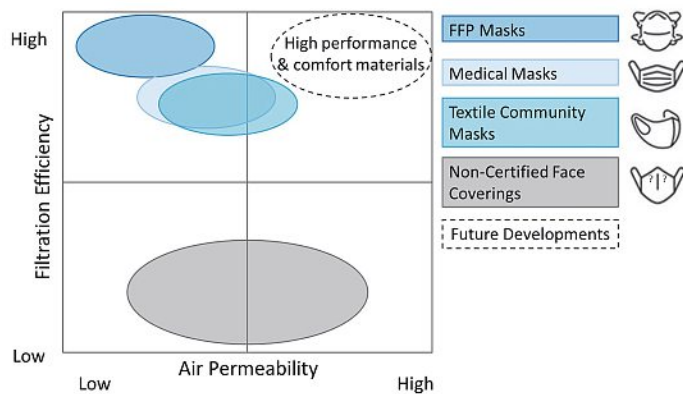 High
Filtration Efficiency
Low
Low
Air Permeability
High
High performance
& comfort materials
FFP Masks
Medical Masks
Textile Community
Masks
Non-Certified Face
Coverings
? ?
Future Developments